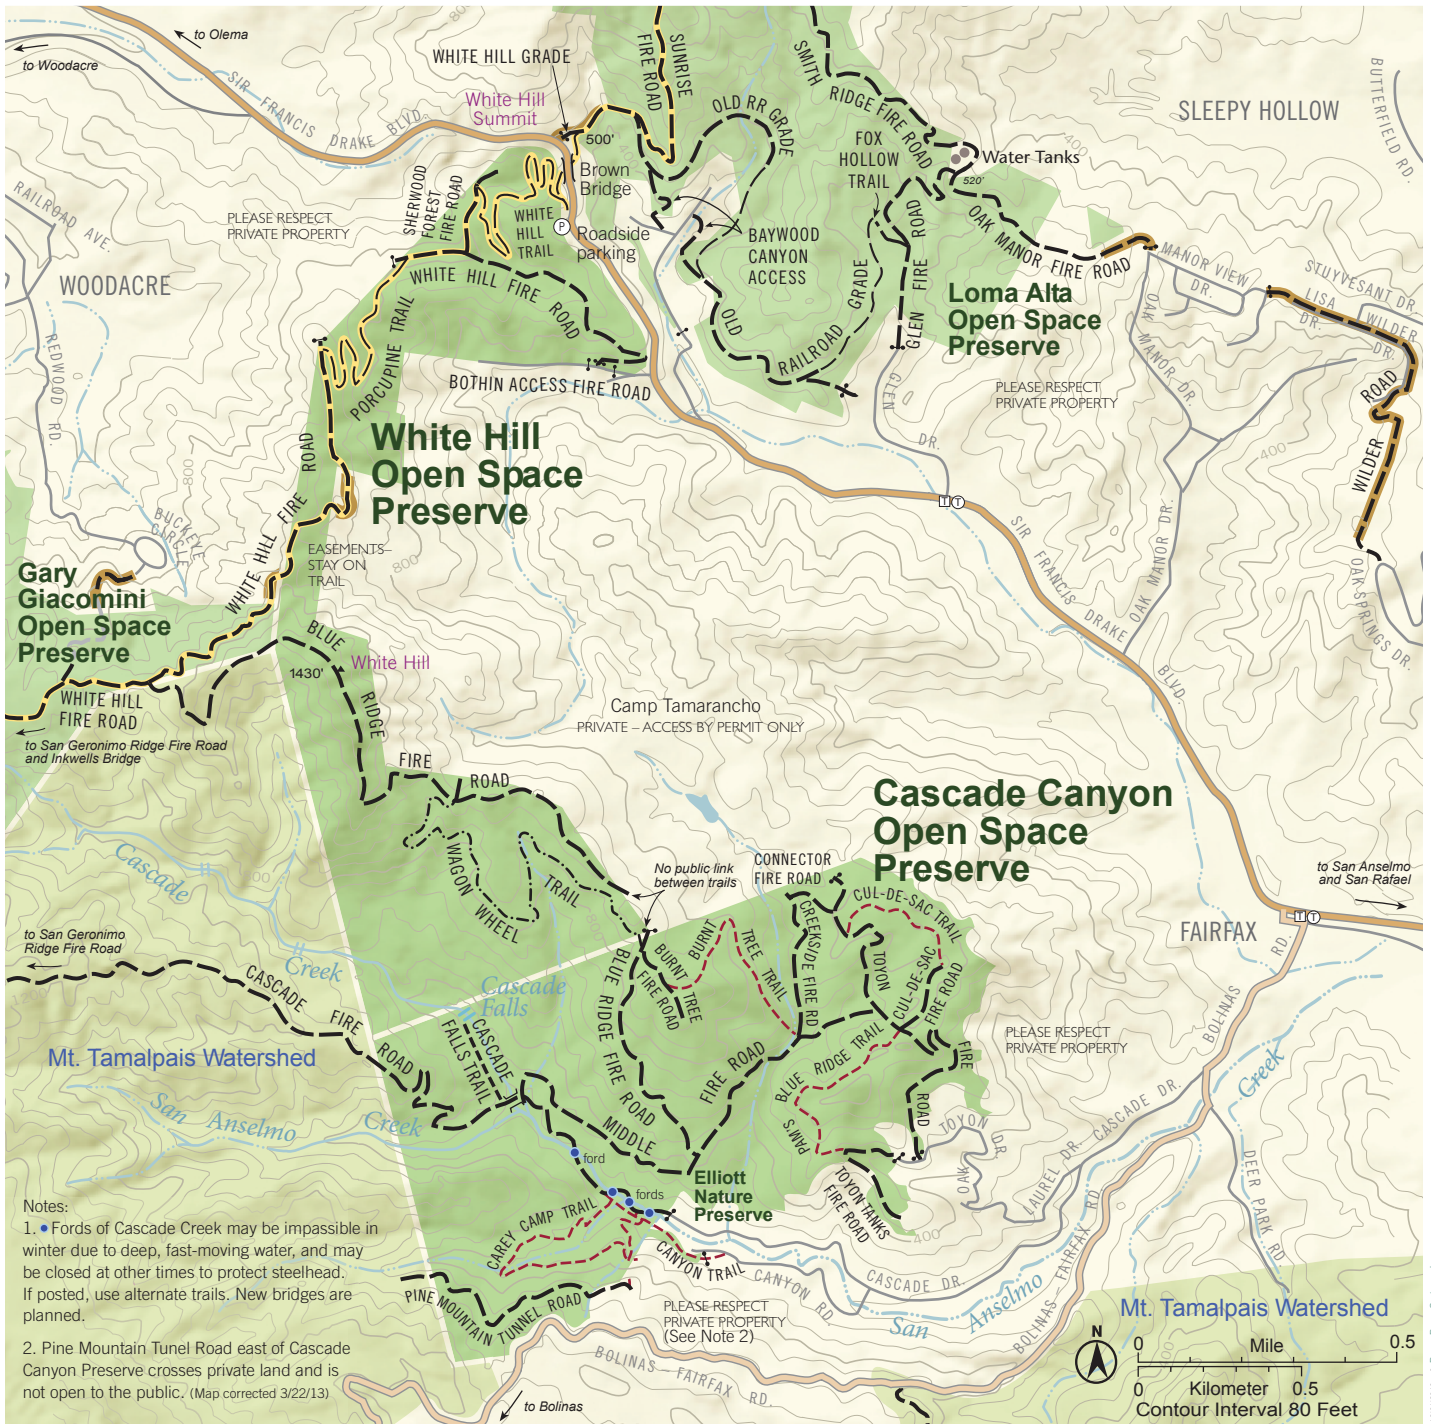 to Olema
to Woodacre
SIR FRANCIS DRAKE BLVD.
WHITE HILL GRADE
White Hill
Summit
SUNRISE
FIRE ROAD
SMITH
RIDGE FIRE ROAD
OLD RR GRADE
500'
400
800
FOX
HOLLOW
TRAIL
Water Tanks
520'
SLEEPY HOLLOW
400
BUTTERFIELD RD.
Brown
Bridge
SHERWOOD
FOREST
FIRE ROAD
WHITE
HILL
TRAIL
P
Roadside
parking
RAILROAD AVE.
PLEASE RESPECT
PRIVATE PROPERTY
WOODACRE
BAYWOOD
CANYON
ACCESS
OAK MANOR FIRE ROAD
MANOR VIEW
DR.
STUYVESANT DR.
LISA
DR.
WILDER
DR.
WHITE HILL FIRE ROAD
PORCUPINE TRAIL
OLD
RAILROAD
GRADE
GLEN FIRE ROAD
Loma Alta
Open Space
Preserve
OAK MANOR DR.
BOTHIN ACCESS FIRE ROAD
GLEN
DR.
PLEASE RESPECT
PRIVATE PROPERTY
REDWOOD RD.
WILDER ROAD
400
800
White Hill
Open Space
Preserve
WHITE HILL FIRE ROAD
BUCKEYE
CIRCLE
EASEMENTS–
STAY ON
TRAIL
800
T T
SIR FRANCIS DRAKE BLVD.
OAK MANOR DR.
OAK SPRINGS DR.
Gary
Giacomini
Open Space
Preserve
WHITE HILL
FIRE ROAD
to San Geronimo Ridge Fire Road
and Inkwells Bridge
BLUE RIDGE FIRE ROAD
White Hill
1430'
Camp Tamarancho
PRIVATE – ACCESS BY PERMIT ONLY
Cascade Canyon
Open Space
Preserve
WAGON WHEEL TRAIL
No public link
between trails
CONNECTOR
FIRE ROAD
to San Anselmo
and San Rafael
FAIRFAX
T T
to San Geronimo
Ridge Fire Road
Cascade
Creek
Cascade
Falls
CASCADE FIRE ROAD
CASCADE
FALLS TRAIL
BLUE RIDGE FIRE ROAD
BURNT TREE
FIRE ROAD
BURNT TREE TRAIL
CREEKSIDE FIRE RD
CUL-DE-SAC TRAIL
CUL-DE-SAC
FIRE ROAD
TOYON
FIRE
ROAD
PLEASE RESPECT
PRIVATE PROPERTY
Mt. Tamalpais Watershed
San Anselmo Creek
MIDDLE
FIRE ROAD
PAM'S BLUE RIDGE TRAIL
TOYON TANKS
FIRE ROAD
TOYON DR.
OAK
LAUREL DR.
CASCADE DR.
BOLINAS RD.
Creek
DEER PARK RD.
ford
fords
Elliott
Nature
Preserve
CAREY CAMP TRAIL
CANYON TRAIL
CANYON RD.
CASCADE DR.
400
San Anselmo
BOLINAS – FAIRFAX RD
Notes:
1. Fords of Cascade Creek may be impassible in
winter due to deep, fast-moving water, and may
be closed at other times to protect steelhead.
If posted, use alternate trails. New bridges are
planned.
2. Pine Mountain Tunel Road east of Cascade
Canyon Preserve crosses private land and is
not open to the public. (Map corrected 3/22/13)
PINE MOUNTAIN TUNNEL ROAD
PLEASE RESPECT
PRIVATE PROPERTY
(See Note 2)
BOLINAS – FAIRFAX RD.
to Bolinas
Mt. Tamalpais Watershed
N
0 Mile 0.5
0 Kilometer 0.5
Contour Interval 80 Feet